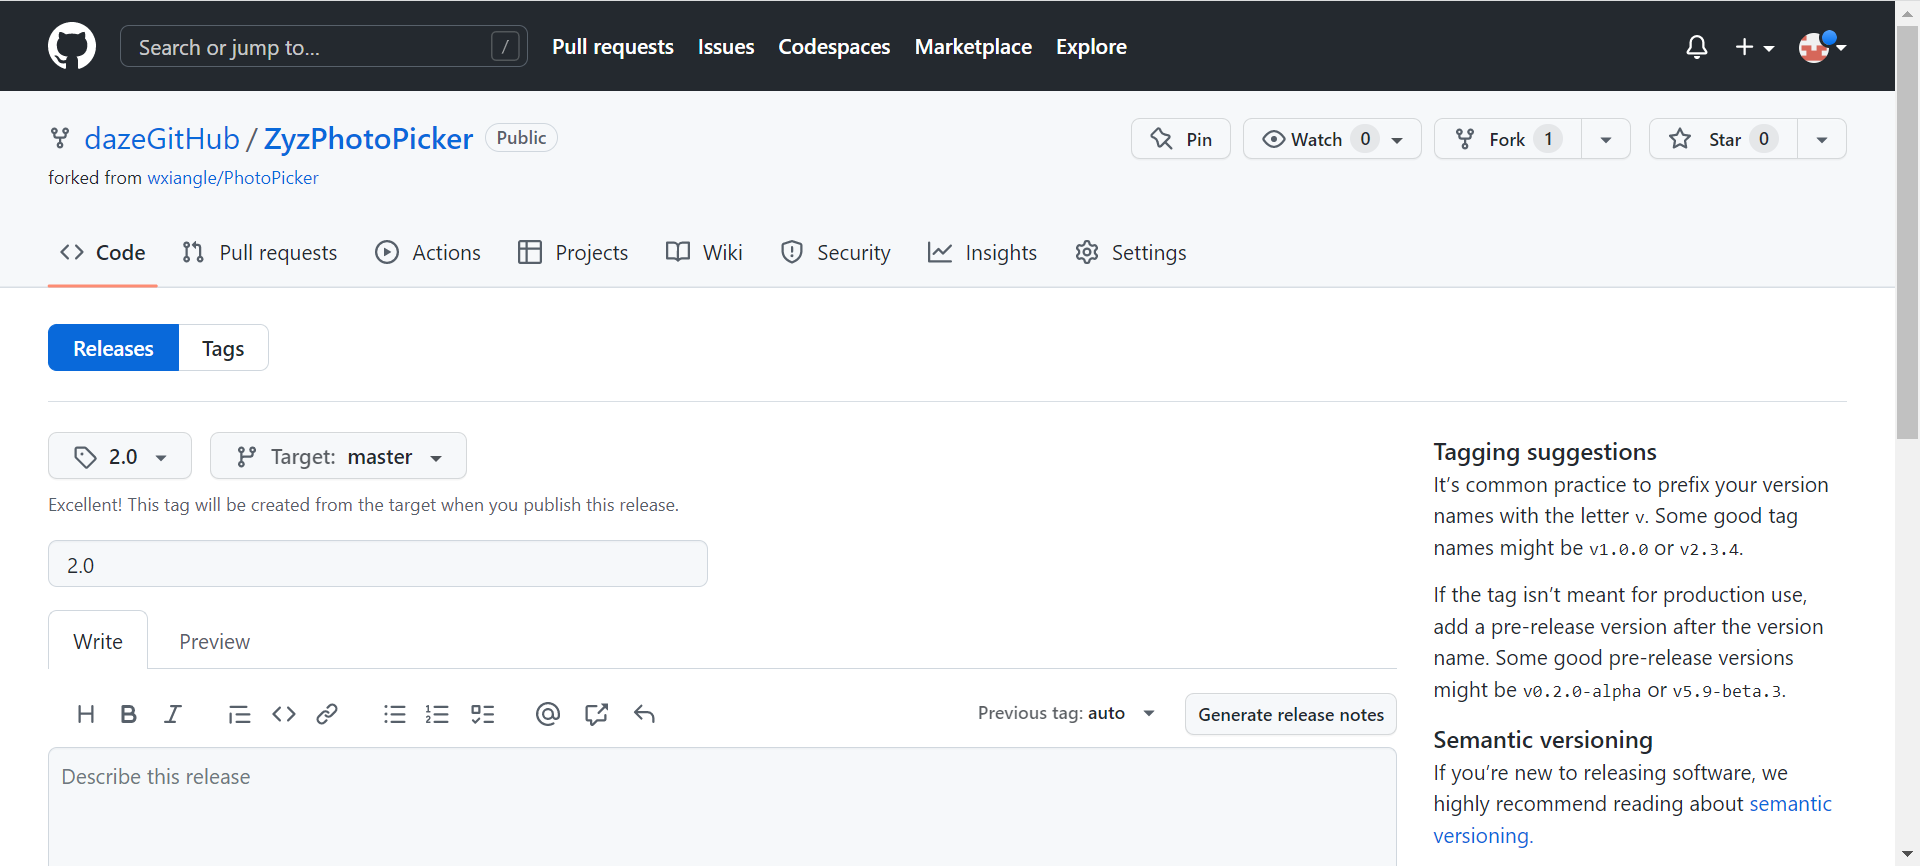 Search or jump to... /
Pull requests Issues Codespaces Marketplace Explore
dazeGitHub / ZyzPhotoPicker Public
Pin Watch 0 Fork 1 Star 0
forked from wxiangle/PhotoPicker
Code Pull requests Actions Projects Wiki Security Insights Settings
Releases Tags
2.0 Target: master
Excellent! This tag will be created from the target when you publish this release.
2.0
Write Preview
H B I
Previous tag: auto Generate release notes
Describe this release
Tagging suggestions
It’s common practice to prefix your version
names with the letter v. Some good tag
names might be v1.0.0 or v2.3.4.
If the tag isn’t meant for production use,
add a pre-release version after the version
name. Some good pre-release versions
might be v0.2.0-alpha or v5.9-beta.3.
Semantic versioning
If you’re new to releasing software, we
highly recommend reading about semantic
versioning.